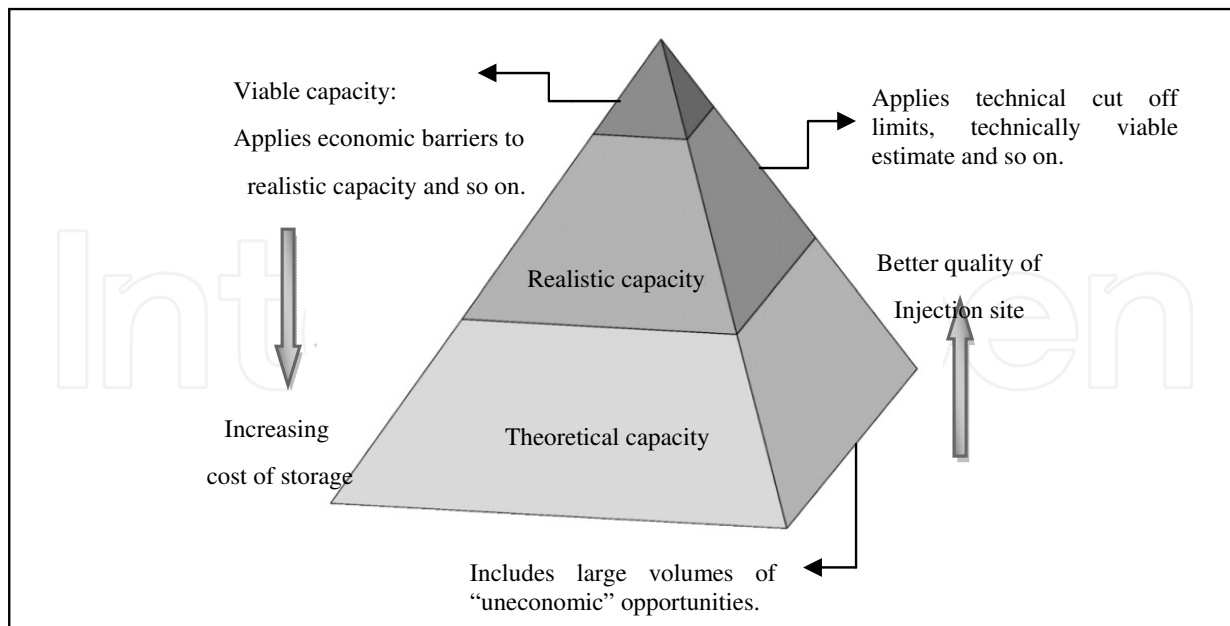 Viable capacity:
Applies economic barriers to
realistic capacity and so on.
Applies technical cut off
limits, technically viable
estimate and so on.
Realistic capacity
Better quality of
Injection site
Increasing
cost of storage
Theoretical capacity
Includes large volumes of
“uneconomic” opportunities.